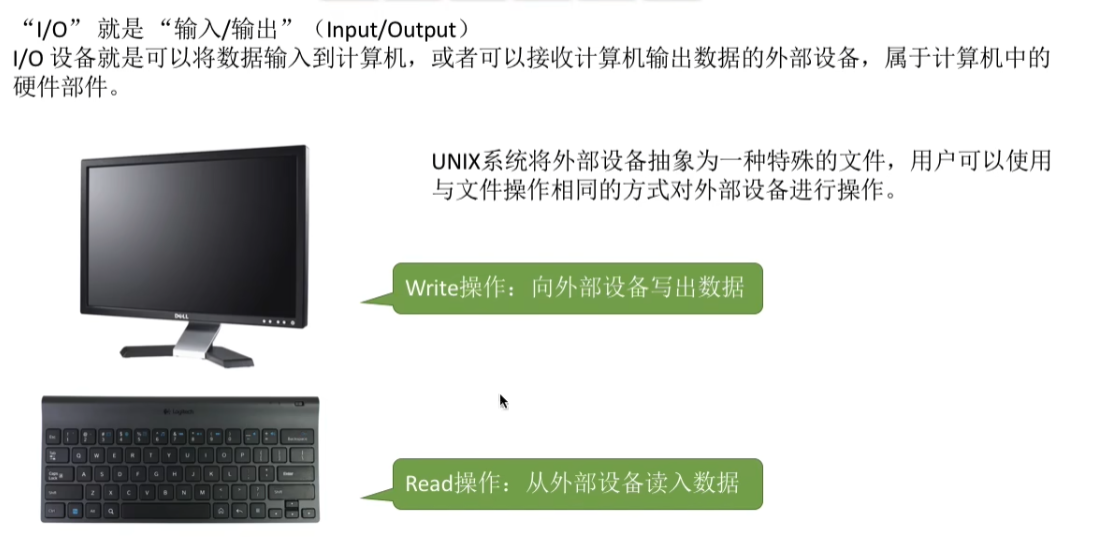 “I/O” 就是 “输入/输出” （Input/Output）
I/O 设备就是可以将数据输入到计算机，或者可以接收计算机输出数据的外部设备，属于计算机中的
硬件部件。
UNIX系统将外部设备抽象为一种特殊的文件，用户可以使用
与文件操作相同的方式对外部设备进行操作。
Write操作：向外部设备写出数据
DELL
Logitech
Read操作：从外部设备读入数据